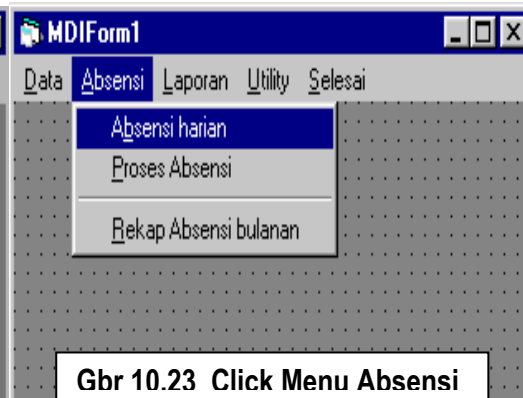 MDIForm1
Data Absensi Laporan Utility Selesai
Absensi harian
Proses Absensi
Rekap Absensi bulanan
Gbr 10.23 Click Menu Absensi